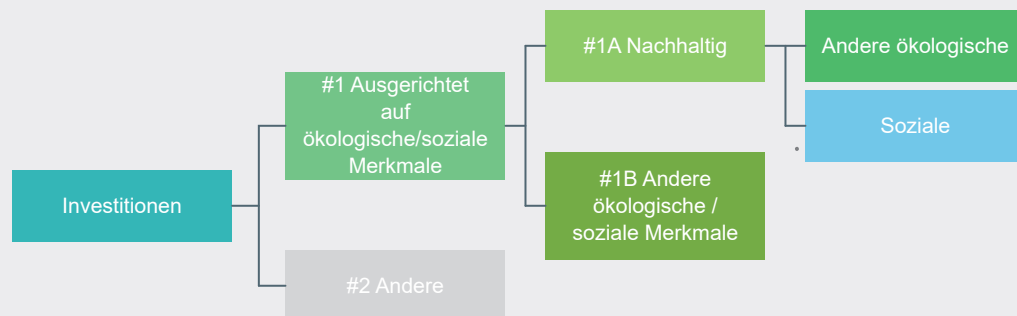 Investitionen
#1 Ausgerichtet
auf
ökologische/soziale
Merkmale
#2 Andere
#1A Nachhaltig
#1B Andere
ökologische /
soziale Merkmale
Andere ökologische
Soziale